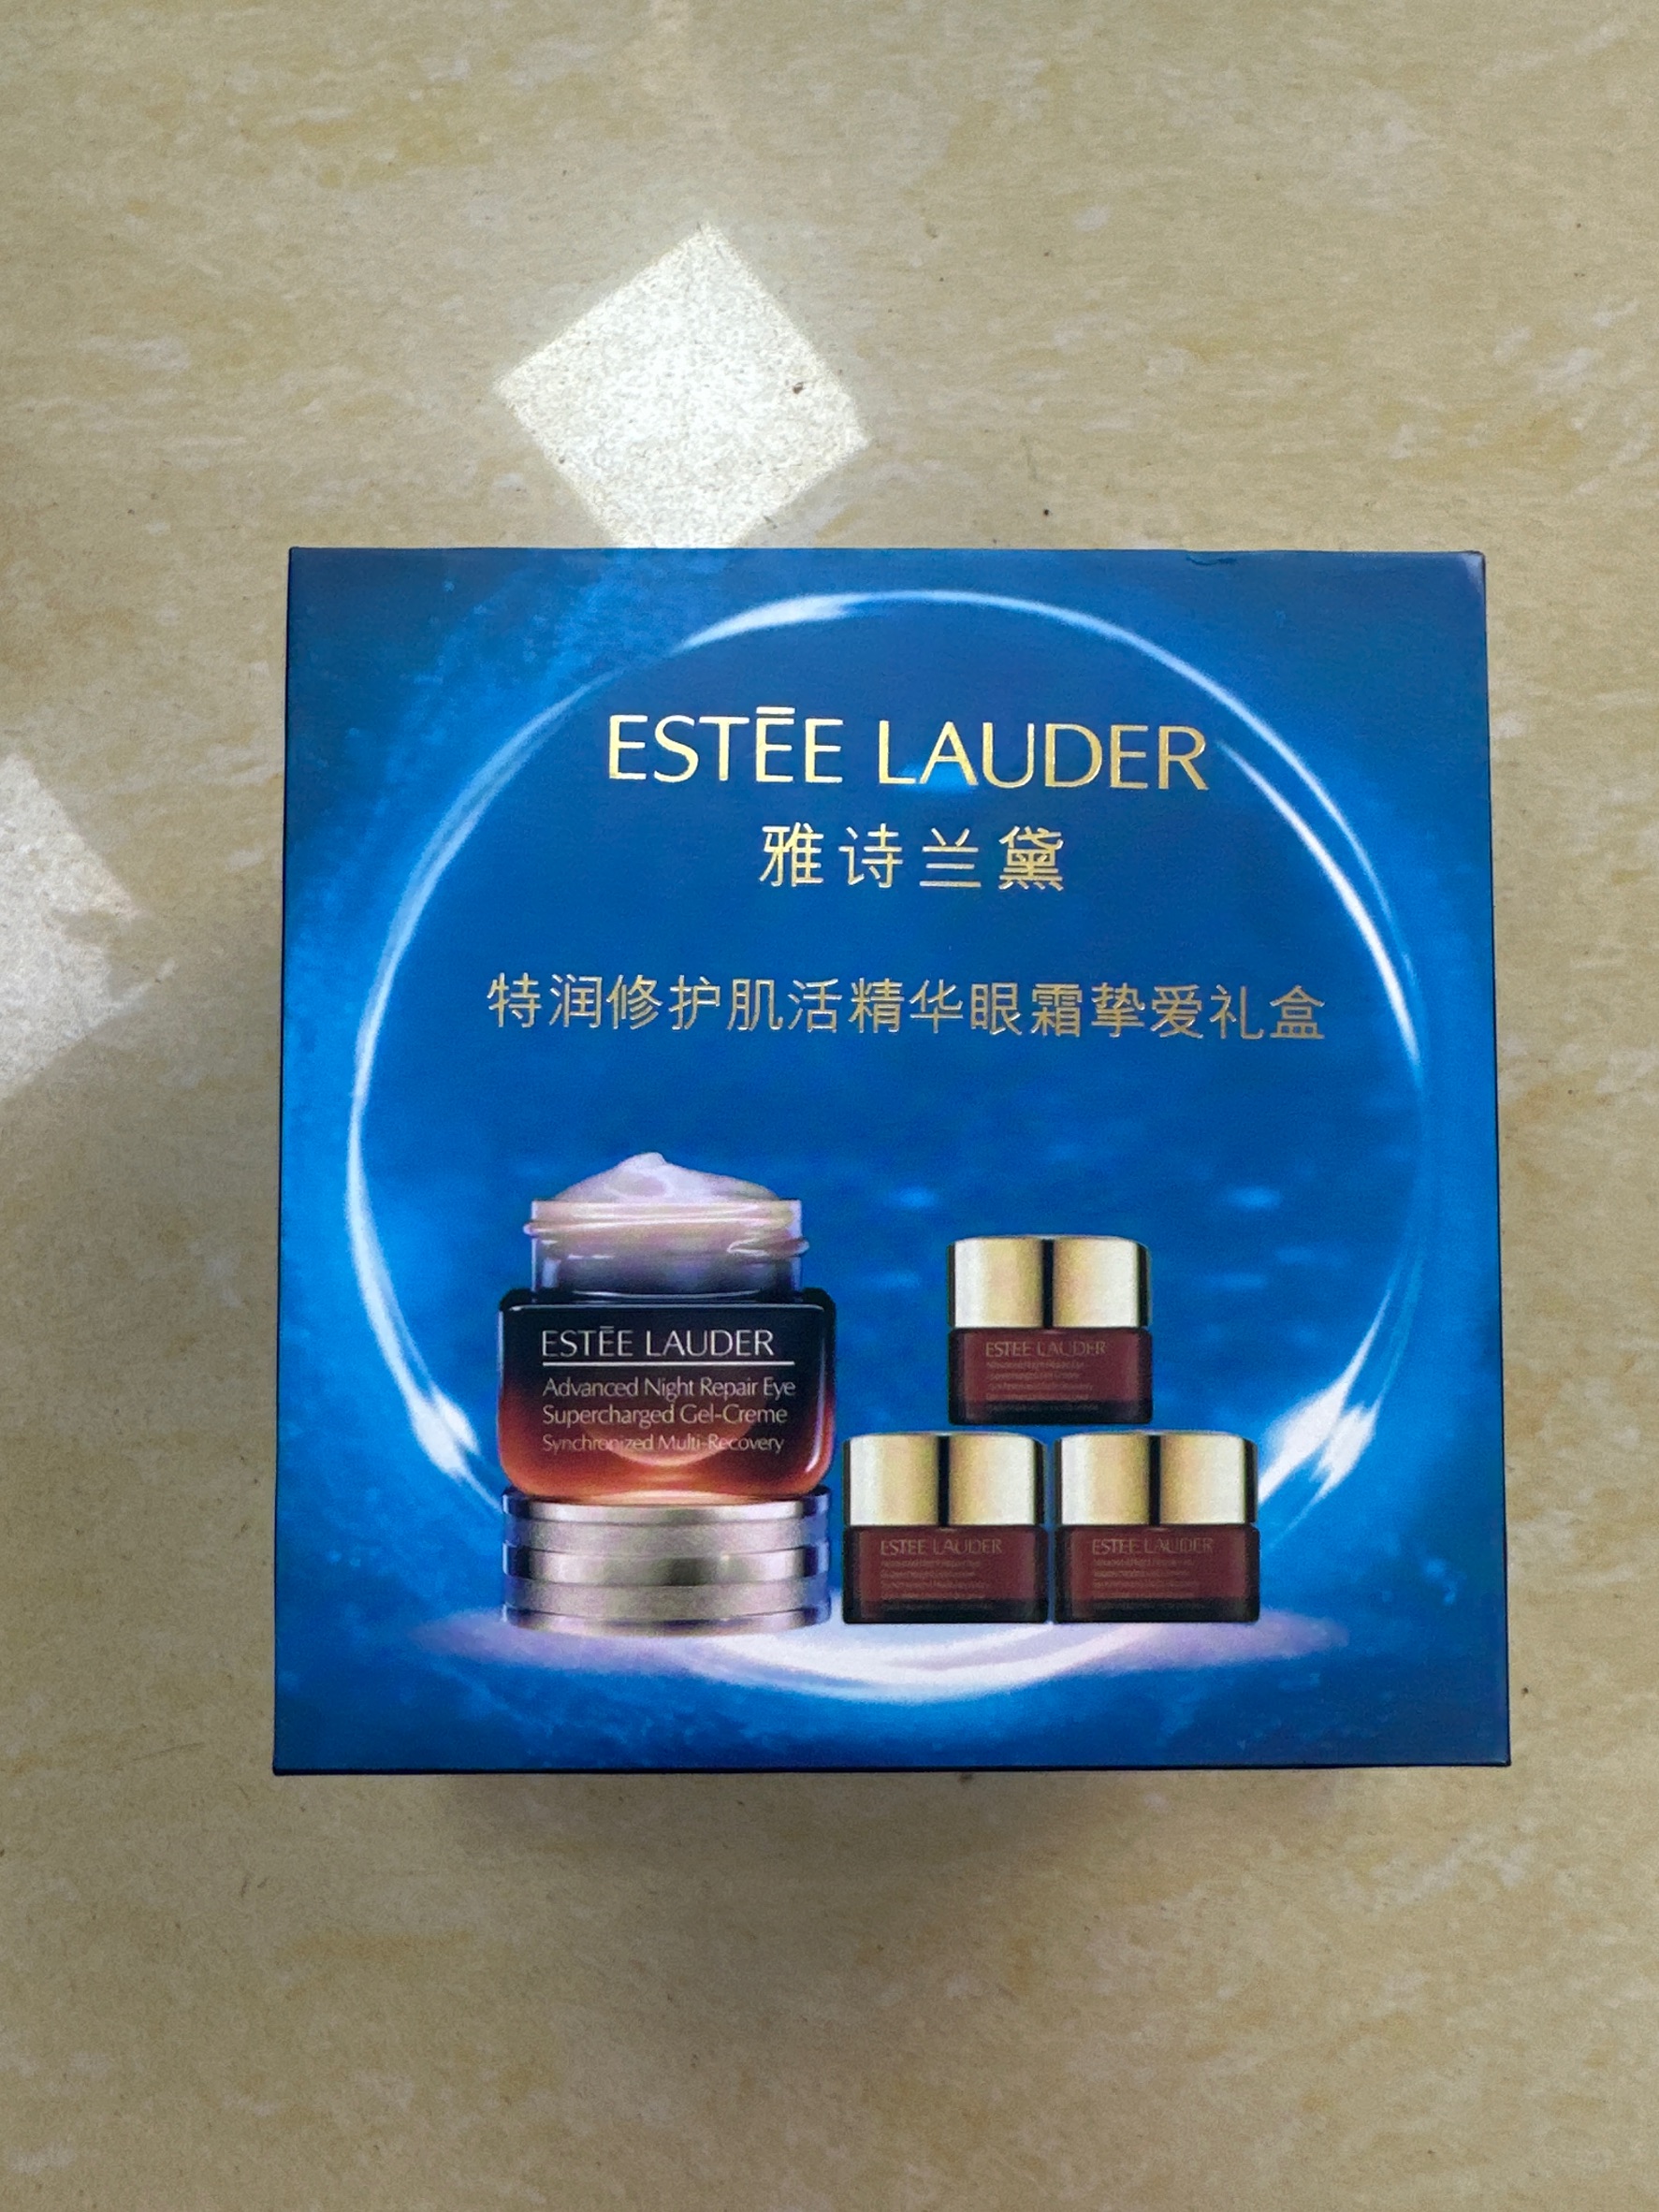 ESTĒE LAUDER
雅诗兰黛
特润修护肌活精华眼霜挚爱礼盒
ESTĒE LAUDER
Advanced Night Repair Eye
Supercharged Gel-Creme
Synchronized Multi-Recovery
ESTĒE LAUDER
ESTĒE LAUDER
ESTĒE LAUDER